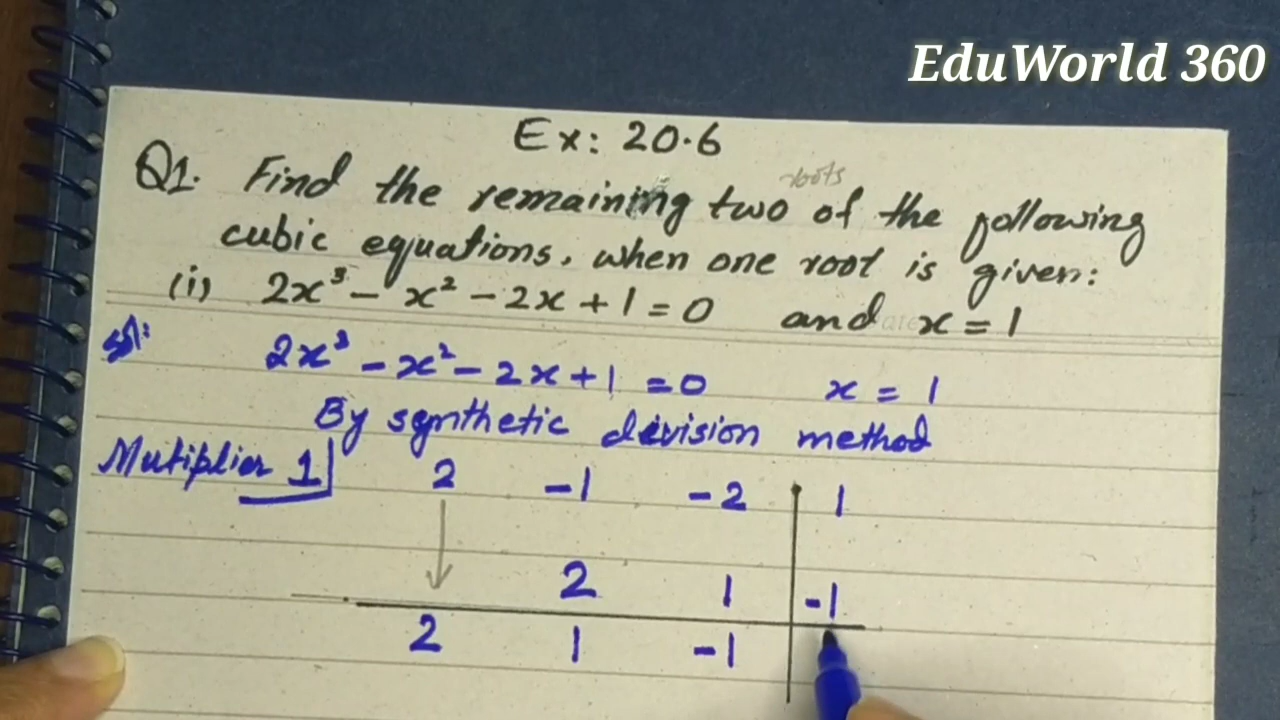 EduWorld 360
Ex: 20.6
roots
Q1. Find the remaining two of the following
cubic equations, when one root is given:
(i) 2x³ - x² - 2x + 1 = 0 and x = 1
Sol: 2x³ - x² - 2x + 1 = 0 x = 1
By synthetic division method
Mutiplier 1 2 -1 -2 1
2 1 -1
2 1 -1